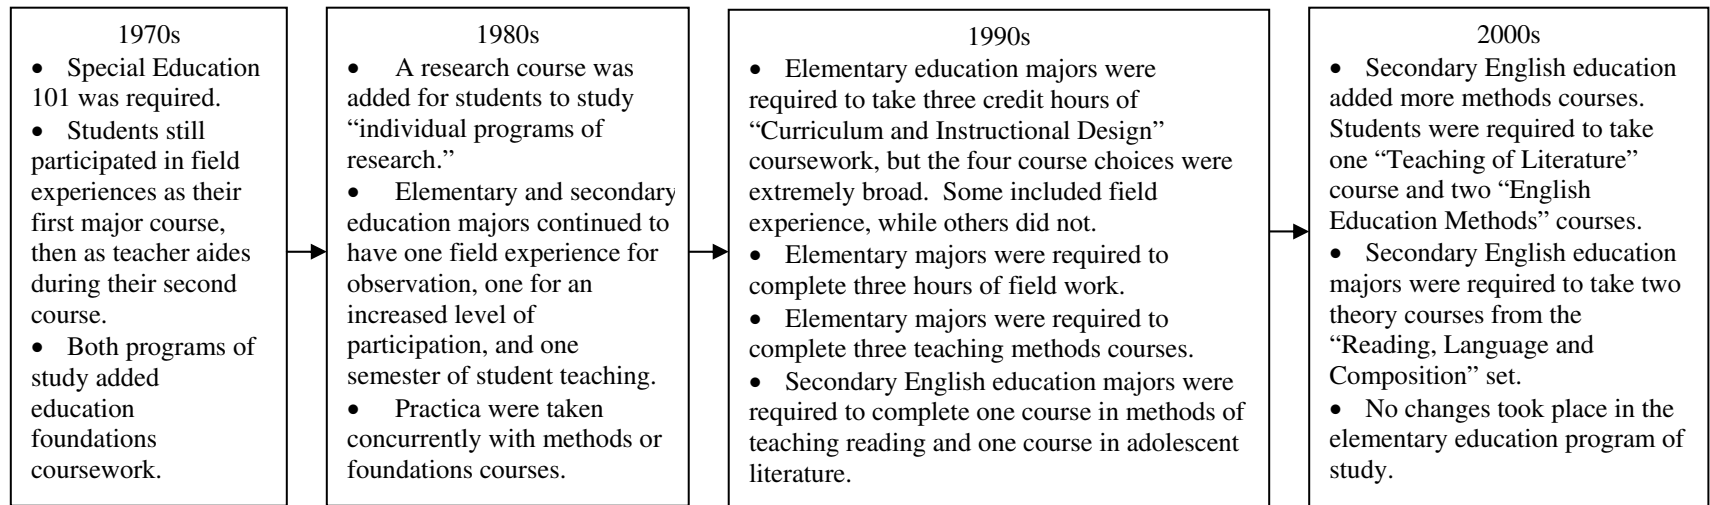 1970s
• Special Education
101 was required.
• Students still
participated in field
experiences as their
first major course,
then as teacher aides
during their second
course.
• Both programs of
study added
education
foundations
coursework.
1980s
• A research course was
added for students to study
“individual programs of
research.”
• Elementary and secondary
education majors continued to
have one field experience for
observation, one for an
increased level of
participation, and one
semester of student teaching.
• Practica were taken
concurrently with methods or
foundations courses.
1990s
• Elementary education majors were
required to take three credit hours of
“Curriculum and Instructional Design”
coursework, but the four course choices were
extremely broad. Some included field
experience, while others did not.
• Elementary majors were required to
complete three hours of field work.
• Elementary majors were required to
complete three teaching methods courses.
• Secondary English education majors were
required to complete one course in methods of
teaching reading and one course in adolescent
literature.
2000s
• Secondary English education
added more methods courses.
Students were required to take
one “Teaching of Literature”
course and two “English
Education Methods” courses.
• Secondary English education
majors were required to take two
theory courses from the
“Reading, Language and
Composition” set.
• No changes took place in the
elementary education program of
study.